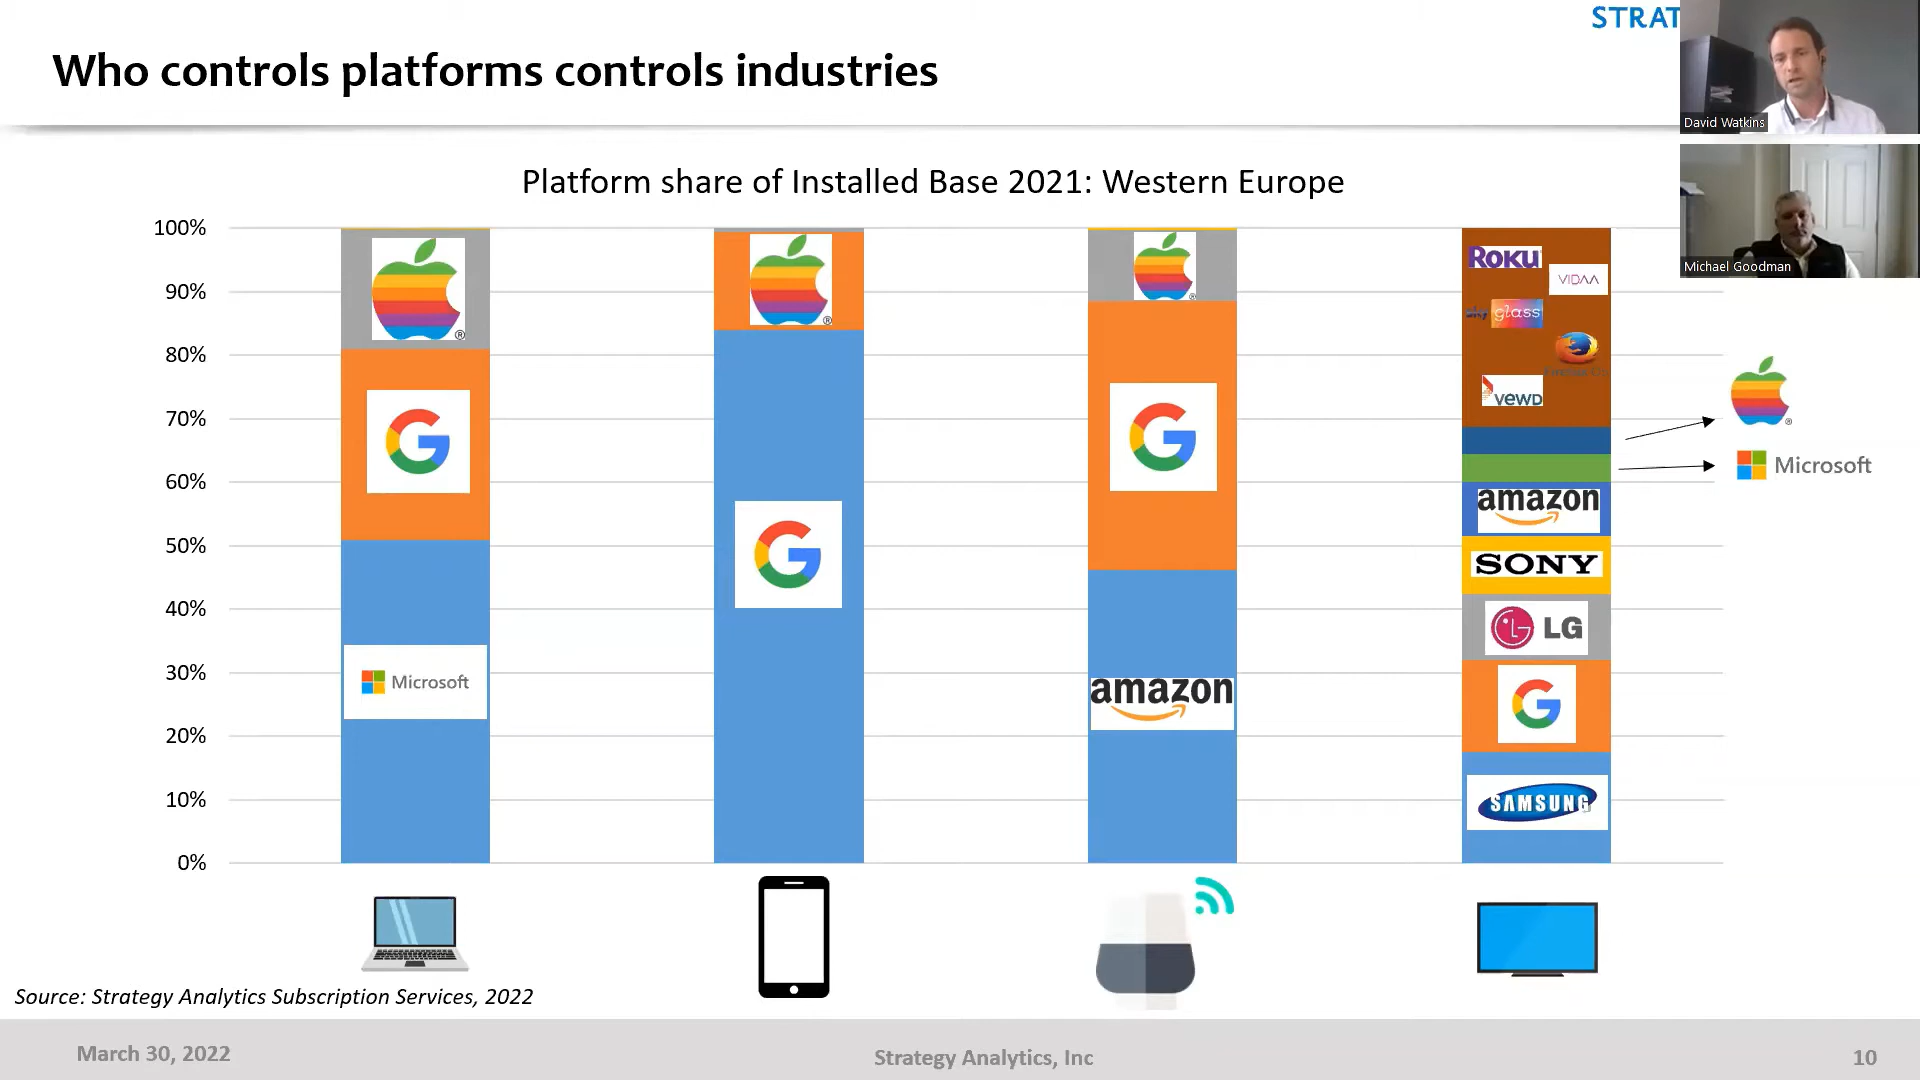 STRAT
Who controls platforms controls industries
David Watkins
Michael Goodman
Platform share of Installed Base 2021: Western Europe
100%
90%
80%
70%
60%
50%
40%
30%
20%
10%
0%
®
Microsoft
®
®
amazon
ROKU
VIDAA
sky glass
vewd
amazon
SONY
LG
SAMSUNG
®
Microsoft
Source: Strategy Analytics Subscription Services, 2022
March 30, 2022
Strategy Analytics, Inc
10